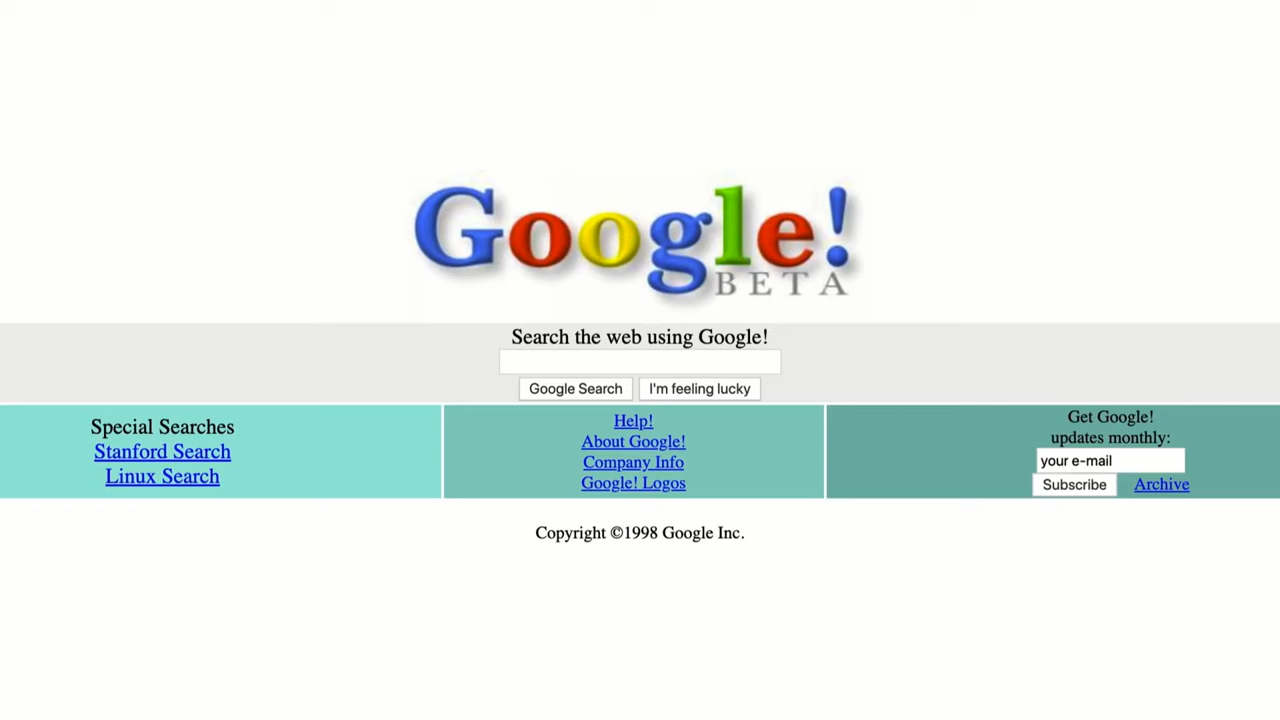 Google!
BETA
Search the web using Google!
Google Search I'm feeling lucky
Special Searches
Stanford Search
Linux Search
Help!
About Google!
Company Info
Google! Logos
Get Google!
updates monthly:
your e-mail
Subscribe Archive
Copyright ©1998 Google Inc.